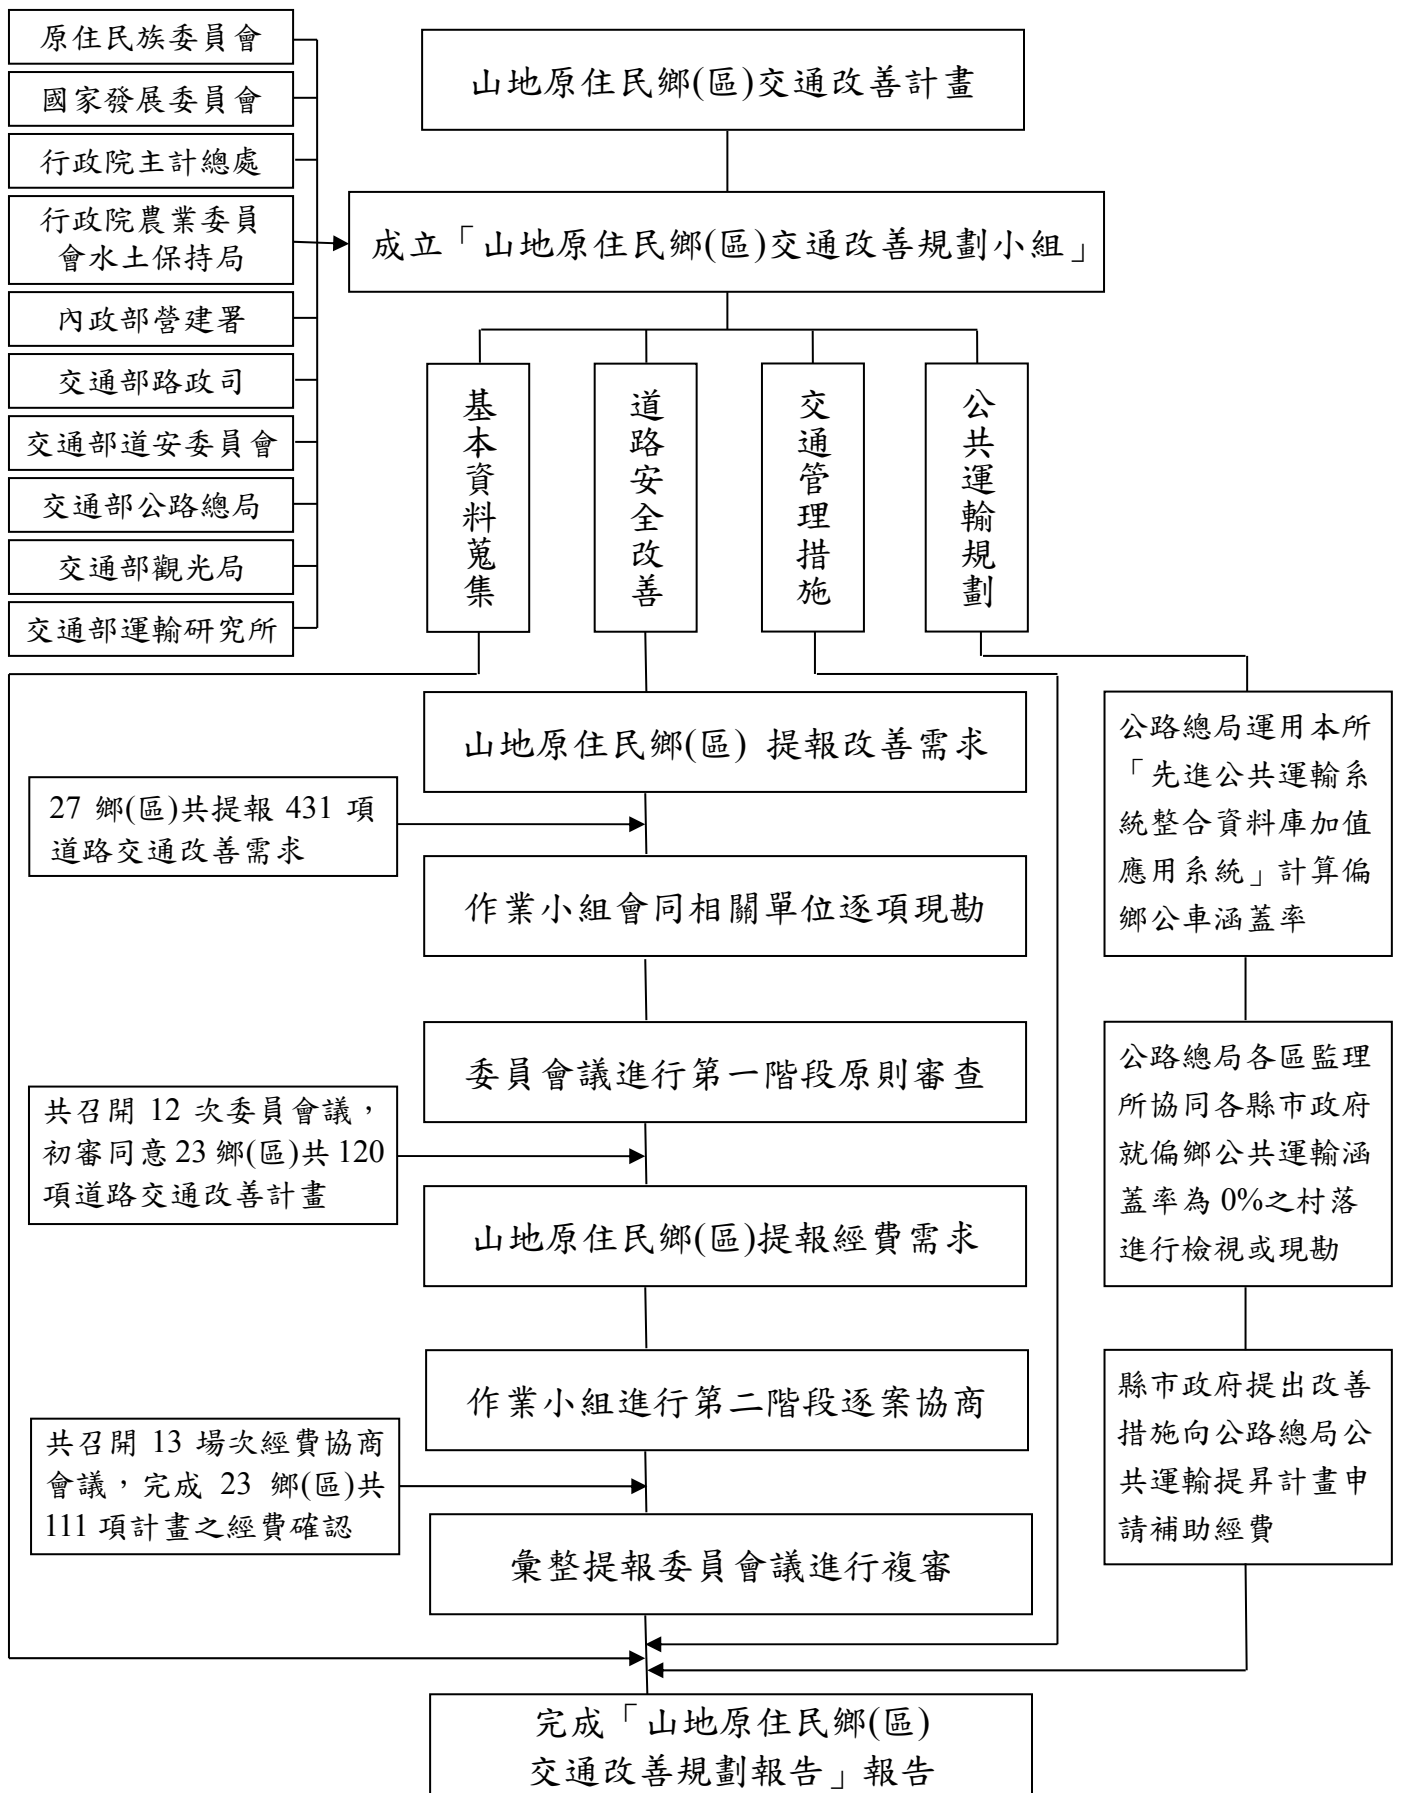 原住民族委員會
國家發展委員會
行政院主計總處
行政院農業委員
會水土保持局
內政部營建署
交通部路政司
交通部道安委員會
交通部公路總局
交通部觀光局
交通部運輸研究所
山地原住民鄉(區)交通改善計畫
成立「山地原住民鄉(區)交通改善規劃小組」
基本資料蒐集
道路安全改善
交通管理措施
公共運輸規劃
山地原住民鄉(區) 提報改善需求
27 鄉(區)共提報 431 項
道路交通改善需求
作業小組會同相關單位逐項現勘
委員會議進行第一階段原則審查
共召開 12 次委員會議，
初審同意 23 鄉(區)共 120
項道路交通改善計畫
山地原住民鄉(區)提報經費需求
作業小組進行第二階段逐案協商
共召開 13 場次經費協商
會議，完成 23 鄉(區)共
111 項計畫之經費確認
彙整提報委員會議進行複審
公路總局運用本所
「先進公共運輸系
統整合資料庫加值
應用系統」計算偏
鄉公車涵蓋率
公路總局各區監理
所協同各縣市政府
就偏鄉公共運輸涵
蓋率為 0%之村落
進行檢視或現勘
縣市政府提出改善
措施向公路總局公
共運輸提昇計畫申
請補助經費
完成「山地原住民鄉(區)
交通改善規劃報告」報告